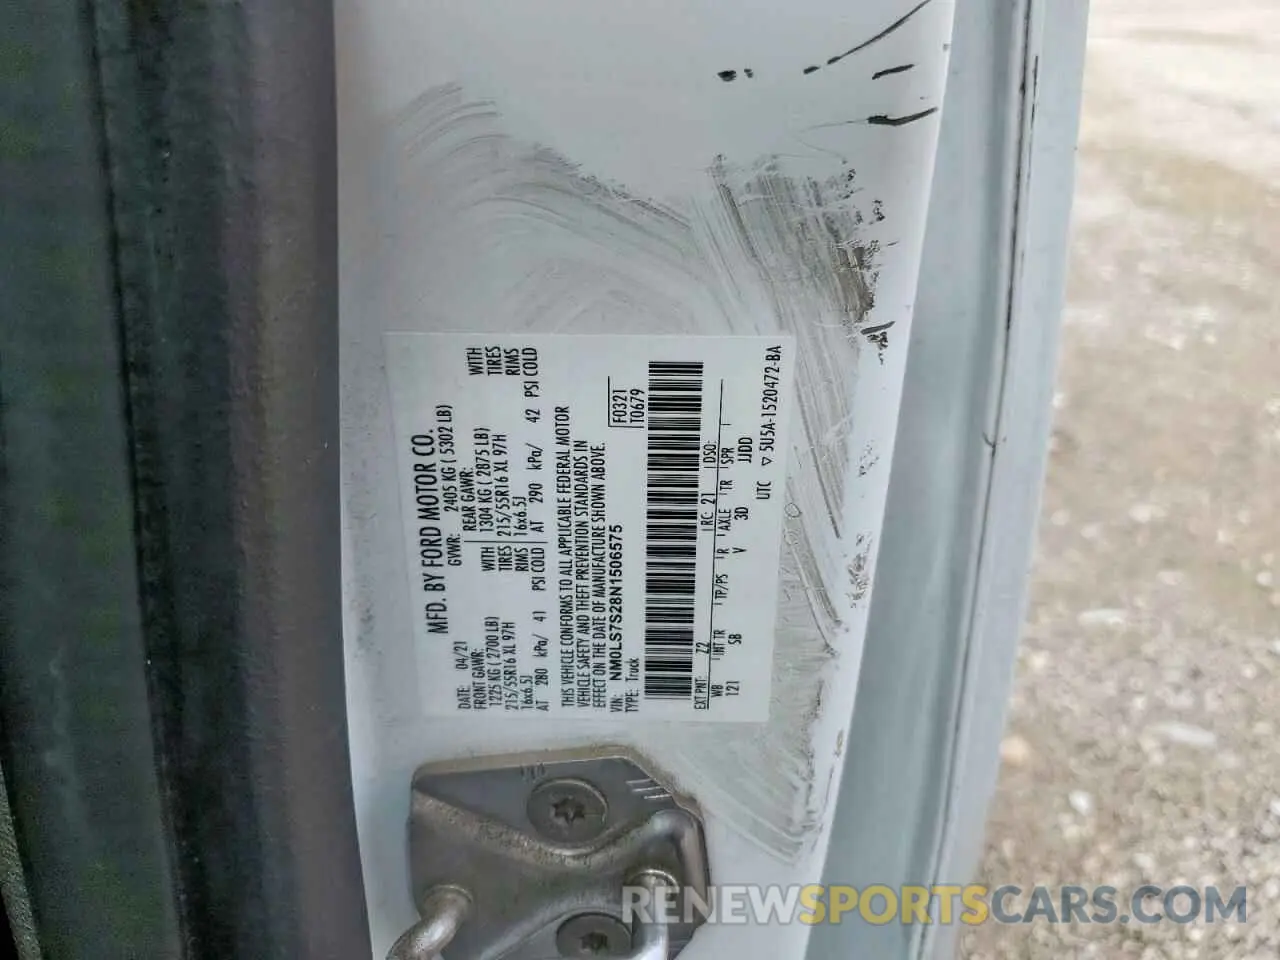 MFD. BY FORD MOTOR CO.
DATE: 04/21 GVWR: 2405 KG ( 5302 LB)
FRONT GAWR: REAR GAWR:
1225 KG ( 2700 LB) WITH 1304 KG ( 2875 LB) WITH
215/55R16 XL 97H TIRES 215/55R16 XL 97H TIRES
16x6.5J RIMS 16x6.5J RIMS
AT 280 kPa/ 41 PSI COLD AT 290 kPa/ 42 PSI COLD
THIS VEHICLE CONFORMS TO ALL APPLICABLE FEDERAL MOTOR
VEHICLE SAFETY AND THEFT PREVENTION STANDARDS IN
EFFECT ON THE DATE OF MANUFACTURE SHOWN ABOVE.
VIN: NM0LS7S28N1506575 F0321
TYPE: Truck T0679
EXT PNT: Z2 RC: 21 DSO:
WB INT TR TP/PS R AXLE TR SPR
121 SB V 3D JJDD
UTC ▽ 5U5A-1520472-BA
RENEWSPORTSCARS.COM